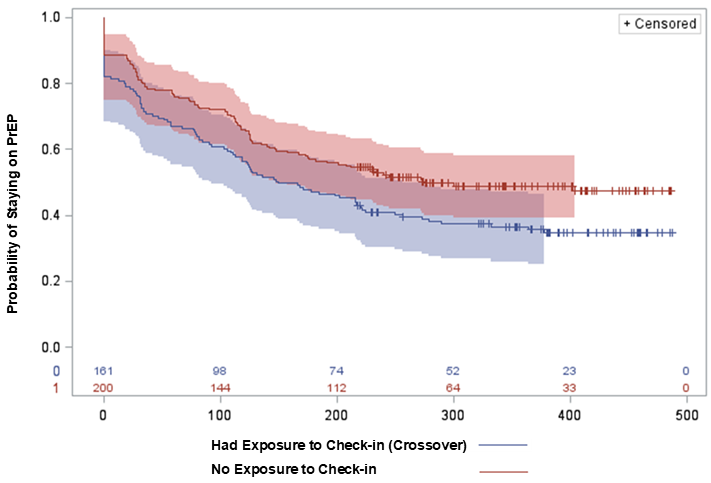 1.0
+ Censored
0.8
0.6
0.4
0.2
0.0
Probability of Staying on PrEP
0 161 98 74 52 23 0
1 200 144 112 64 33 0
0 100 200 300 400 500
Had Exposure to Check-in (Crossover)
No Exposure to Check-in